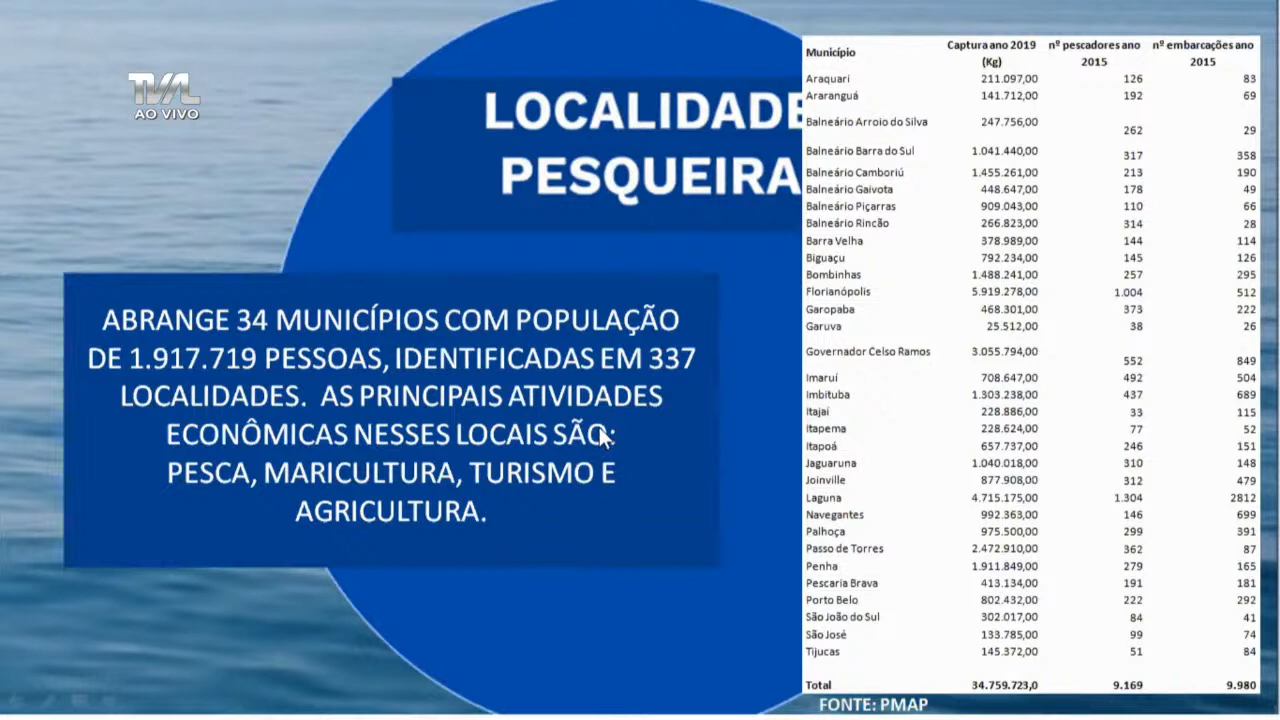 TVAL
AO VIVO
LOCALIDADE
PESQUEIRA
ABRANGE 34 MUNICÍPIOS COM POPULAÇÃO
DE 1.917.719 PESSOAS, IDENTIFICADAS EM 337
LOCALIDADES. AS PRINCIPAIS ATIVIDADES
ECONÔMICAS NESSES LOCAIS SÃO:
PESCA, MARICULTURA, TURISMO E
AGRICULTURA.
Município Captura ano 2019 (Kg) nº pescadores ano 2015 nº embarcações ano 2015
Araquari 211.097,00 126 83
Araranguá 141.712,00 192 69
Balneário Arroio do Silva 247.756,00 262 29
Balneário Barra do Sul 1.041.440,00 317 358
Balneário Camboriú 1.455.261,00 213 190
Balneário Gaivota 448.647,00 178 49
Balneário Piçarras 909.043,00 110 66
Balneário Rincão 266.823,00 314 28
Barra Velha 378.989,00 144 114
Biguaçu 792.234,00 145 126
Bombinhas 1.488.241,00 257 295
Florianópolis 5.919.278,00 1.004 512
Garopaba 468.301,00 373 222
Garuva 25.512,00 38 26
Governador Celso Ramos 3.055.794,00 552 849
Imaruí 708.647,00 492 504
Imbituba 1.303.238,00 437 689
Itajaí 228.886,00 33 115
Itapema 228.624,00 77 52
Itapoá 657.737,00 246 151
Jaguaruna 1.040.018,00 310 148
Joinville 877.908,00 312 479
Laguna 4.715.175,00 1.304 2812
Navegantes 992.363,00 146 699
Palhoça 975.500,00 299 391
Passo de Torres 2.472.910,00 362 87
Penha 1.911.849,00 279 165
Pescaria Brava 413.134,00 191 181
Porto Belo 802.432,00 222 292
São João do Sul 302.017,00 84 41
São José 133.785,00 99 74
Tijucas 145.372,00 51 84
Total 34.759.723,0 9.169 9.980
FONTE: PMAP